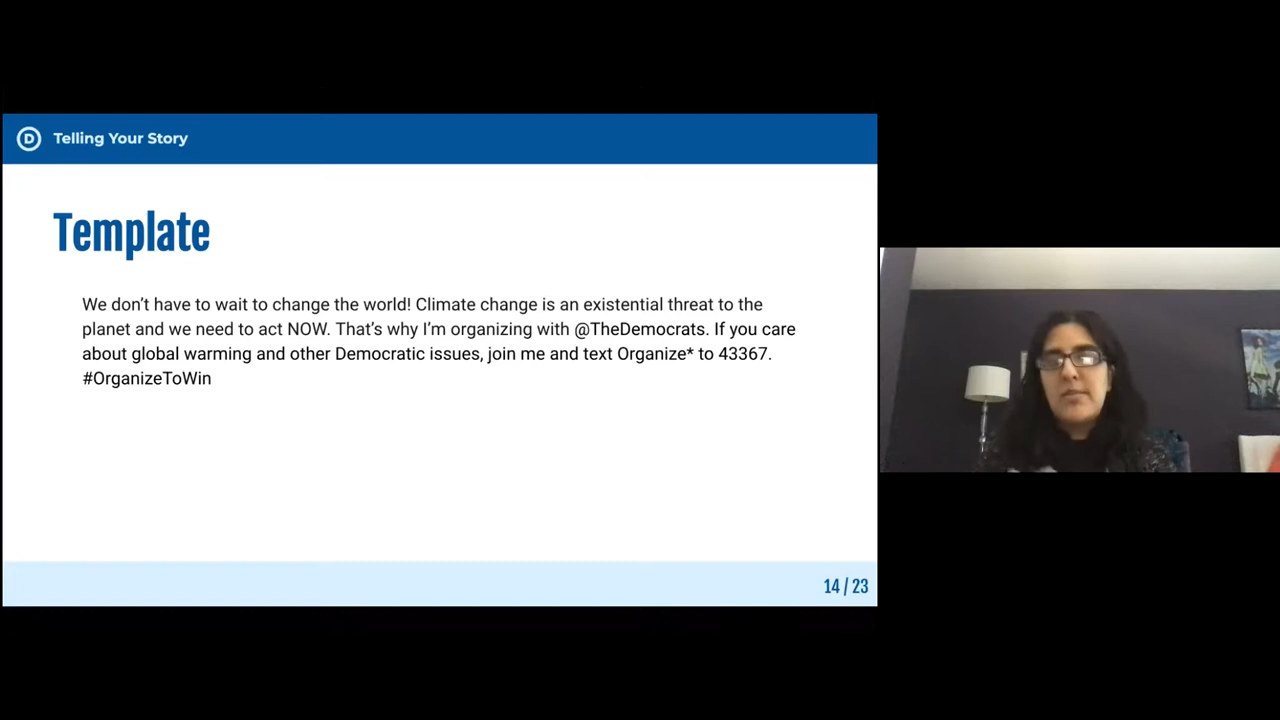 D Telling Your Story
Template
We don’t have to wait to change the world! Climate change is an existential threat to the
planet and we need to act NOW. That’s why I’m organizing with @TheDemocrats. If you care
about global warming and other Democratic issues, join me and text Organize* to 43367.
#OrganizeToWin
14 / 23